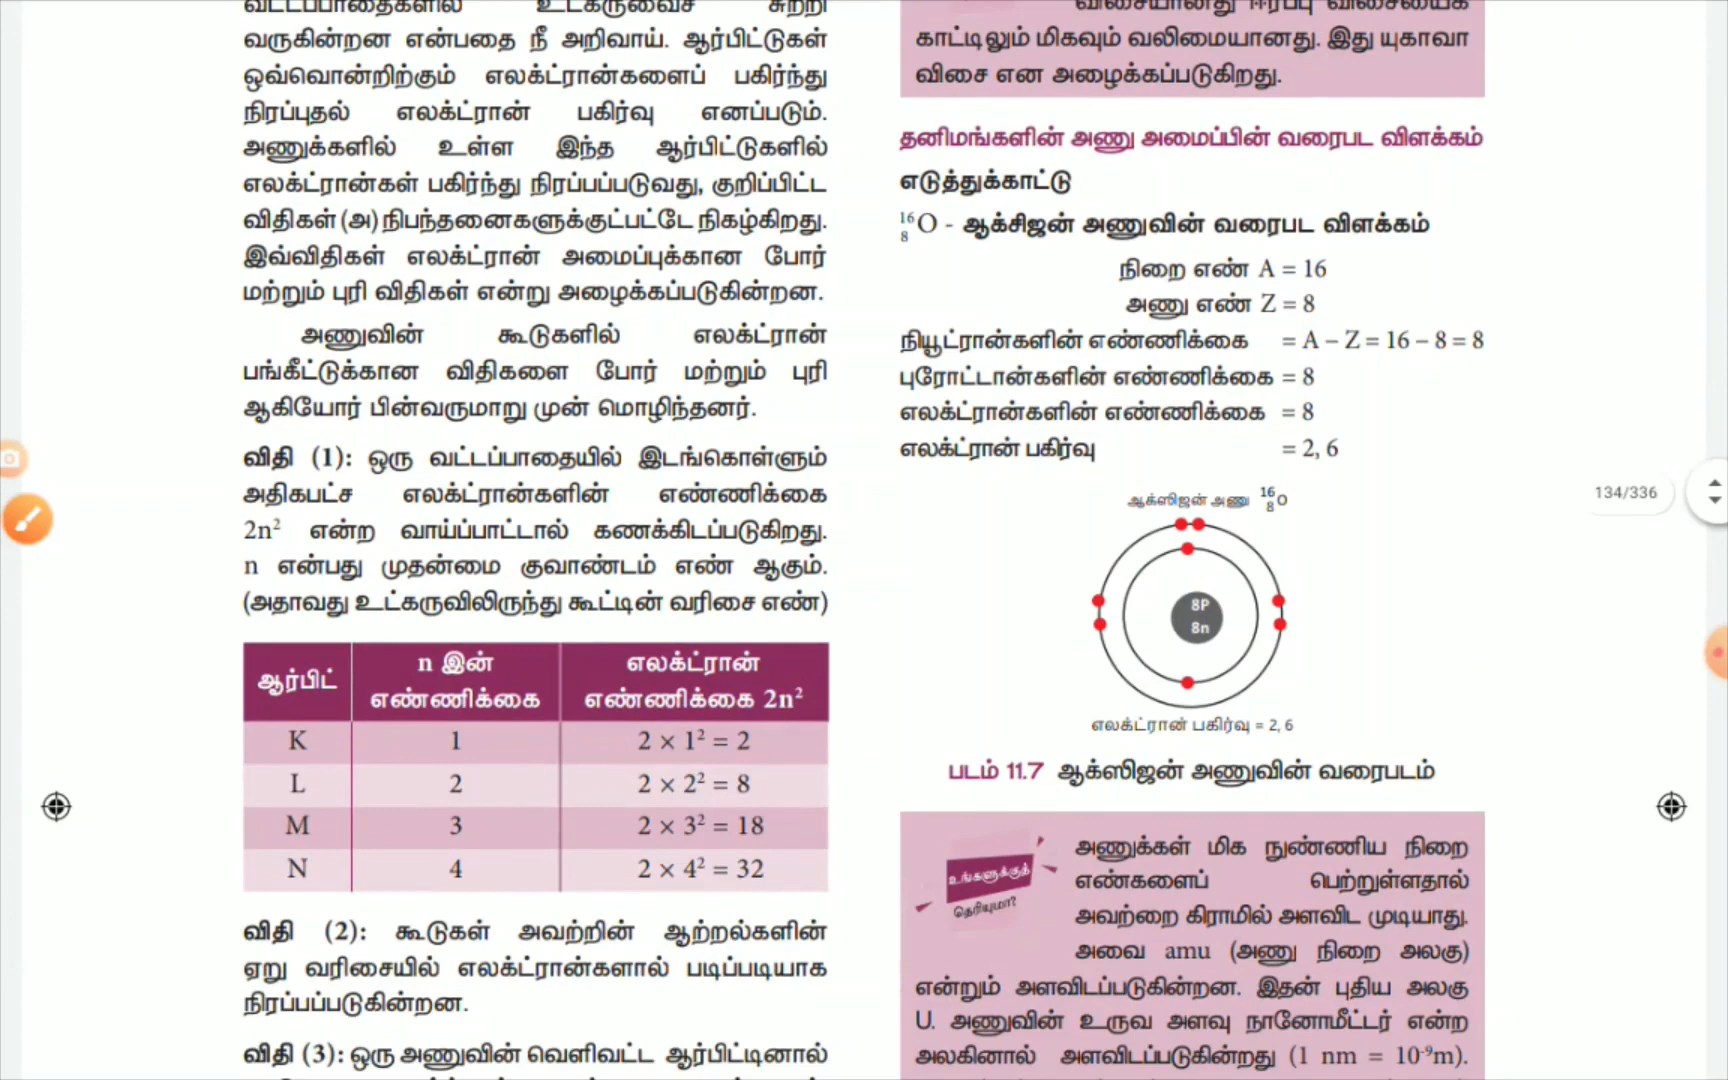 வட்டப்பாதைகளில் உட்கருவைச் சுற்றி
வருகின்றன என்பதை நீ அறிவாய். ஆர்பிட்டுகள்
ஒவ்வொன்றிற்கும் எலக்ட்ரான்களைப் பகிர்ந்து
நிரப்புதல் எலக்ட்ரான் பகிர்வு எனப்படும்.
அணுக்களில் உள்ள இந்த ஆர்பிட்டுகளில்
எலக்ட்ரான்கள் பகிர்ந்து நிரப்பப்படுவது, குறிப்பிட்ட
விதிகள் (அ) நிபந்தனைகளுக்குட்பட்டே நிகழ்கிறது.
இவ்விதிகள் எலக்ட்ரான் அமைப்புக்கான போர்
மற்றும் புரி விதிகள் என்று அழைக்கப்படுகின்றன.
அணுவின் கூடுகளில் எலக்ட்ரான்
பங்கீட்டுக்கான விதிகளை போர் மற்றும் புரி
ஆகியோர் பின்வருமாறு முன் மொழிந்தனர்.
விதி (1): ஒரு வட்டப்பாதையில் இடங்கொள்ளும்
அதிகபட்ச எலக்ட்ரான்களின் எண்ணிக்கை
2n² என்ற வாய்ப்பாட்டால் கணக்கிடப்படுகிறது.
n என்பது முதன்மை குவாண்டம் எண் ஆகும்.
(அதாவது உட்கருவிலிருந்து கூட்டின் வரிசை எண்)
ஆர்பிட் n இன் எண்ணிக்கை எலக்ட்ரான் எண்ணிக்கை 2n²
K 1 2 × 1² = 2
L 2 2 × 2² = 8
M 3 2 × 3² = 18
N 4 2 × 4² = 32
விதி (2): கூடுகள் அவற்றின் ஆற்றல்களின்
ஏறு வரிசையில் எலக்ட்ரான்களால் படிப்படியாக
நிரப்பப்படுகின்றன.
விதி (3): ஒரு அணுவின் வெளிவட்ட ஆர்பிட்டினால்
விசையானது ஈர்ப்பு விசையைக்
காட்டிலும் மிகவும் வலிமையானது. இது யுகாவா
விசை என அழைக்கப்படுகிறது.
தனிமங்களின் அணு அமைப்பின் வரைபட விளக்கம்
எடுத்துக்காட்டு
¹⁶₈O - ஆக்சிஜன் அணுவின் வரைபட விளக்கம்
நிறை எண் A = 16
அணு எண் Z = 8
நியூட்ரான்களின் எண்ணிக்கை = A – Z = 16 – 8 = 8
புரோட்டான்களின் எண்ணிக்கை = 8
எலக்ட்ரான்களின் எண்ணிக்கை = 8
எலக்ட்ரான் பகிர்வு = 2, 6
ஆக்ஸிஜன் அணு ¹⁶₈O
8P
8n
எலக்ட்ரான் பகிர்வு = 2, 6
படம் 11.7 ஆக்ஸிஜன் அணுவின் வரைபடம்
உங்களுக்குத்
தெரியுமா?
அணுக்கள் மிக நுண்ணிய நிறை
எண்களைப் பெற்றுள்ளதால்
அவற்றை கிராமில் அளவிட முடியாது.
அவை amu (அணு நிறை அலகு)
என்றும் அளவிடப்படுகின்றன. இதன் புதிய அலகு
U. அணுவின் உருவ அளவு நானோமீட்டர் என்ற
அலகினால் அளவிடப்படுகின்றது (1 nm = 10⁻⁹m).
134/336